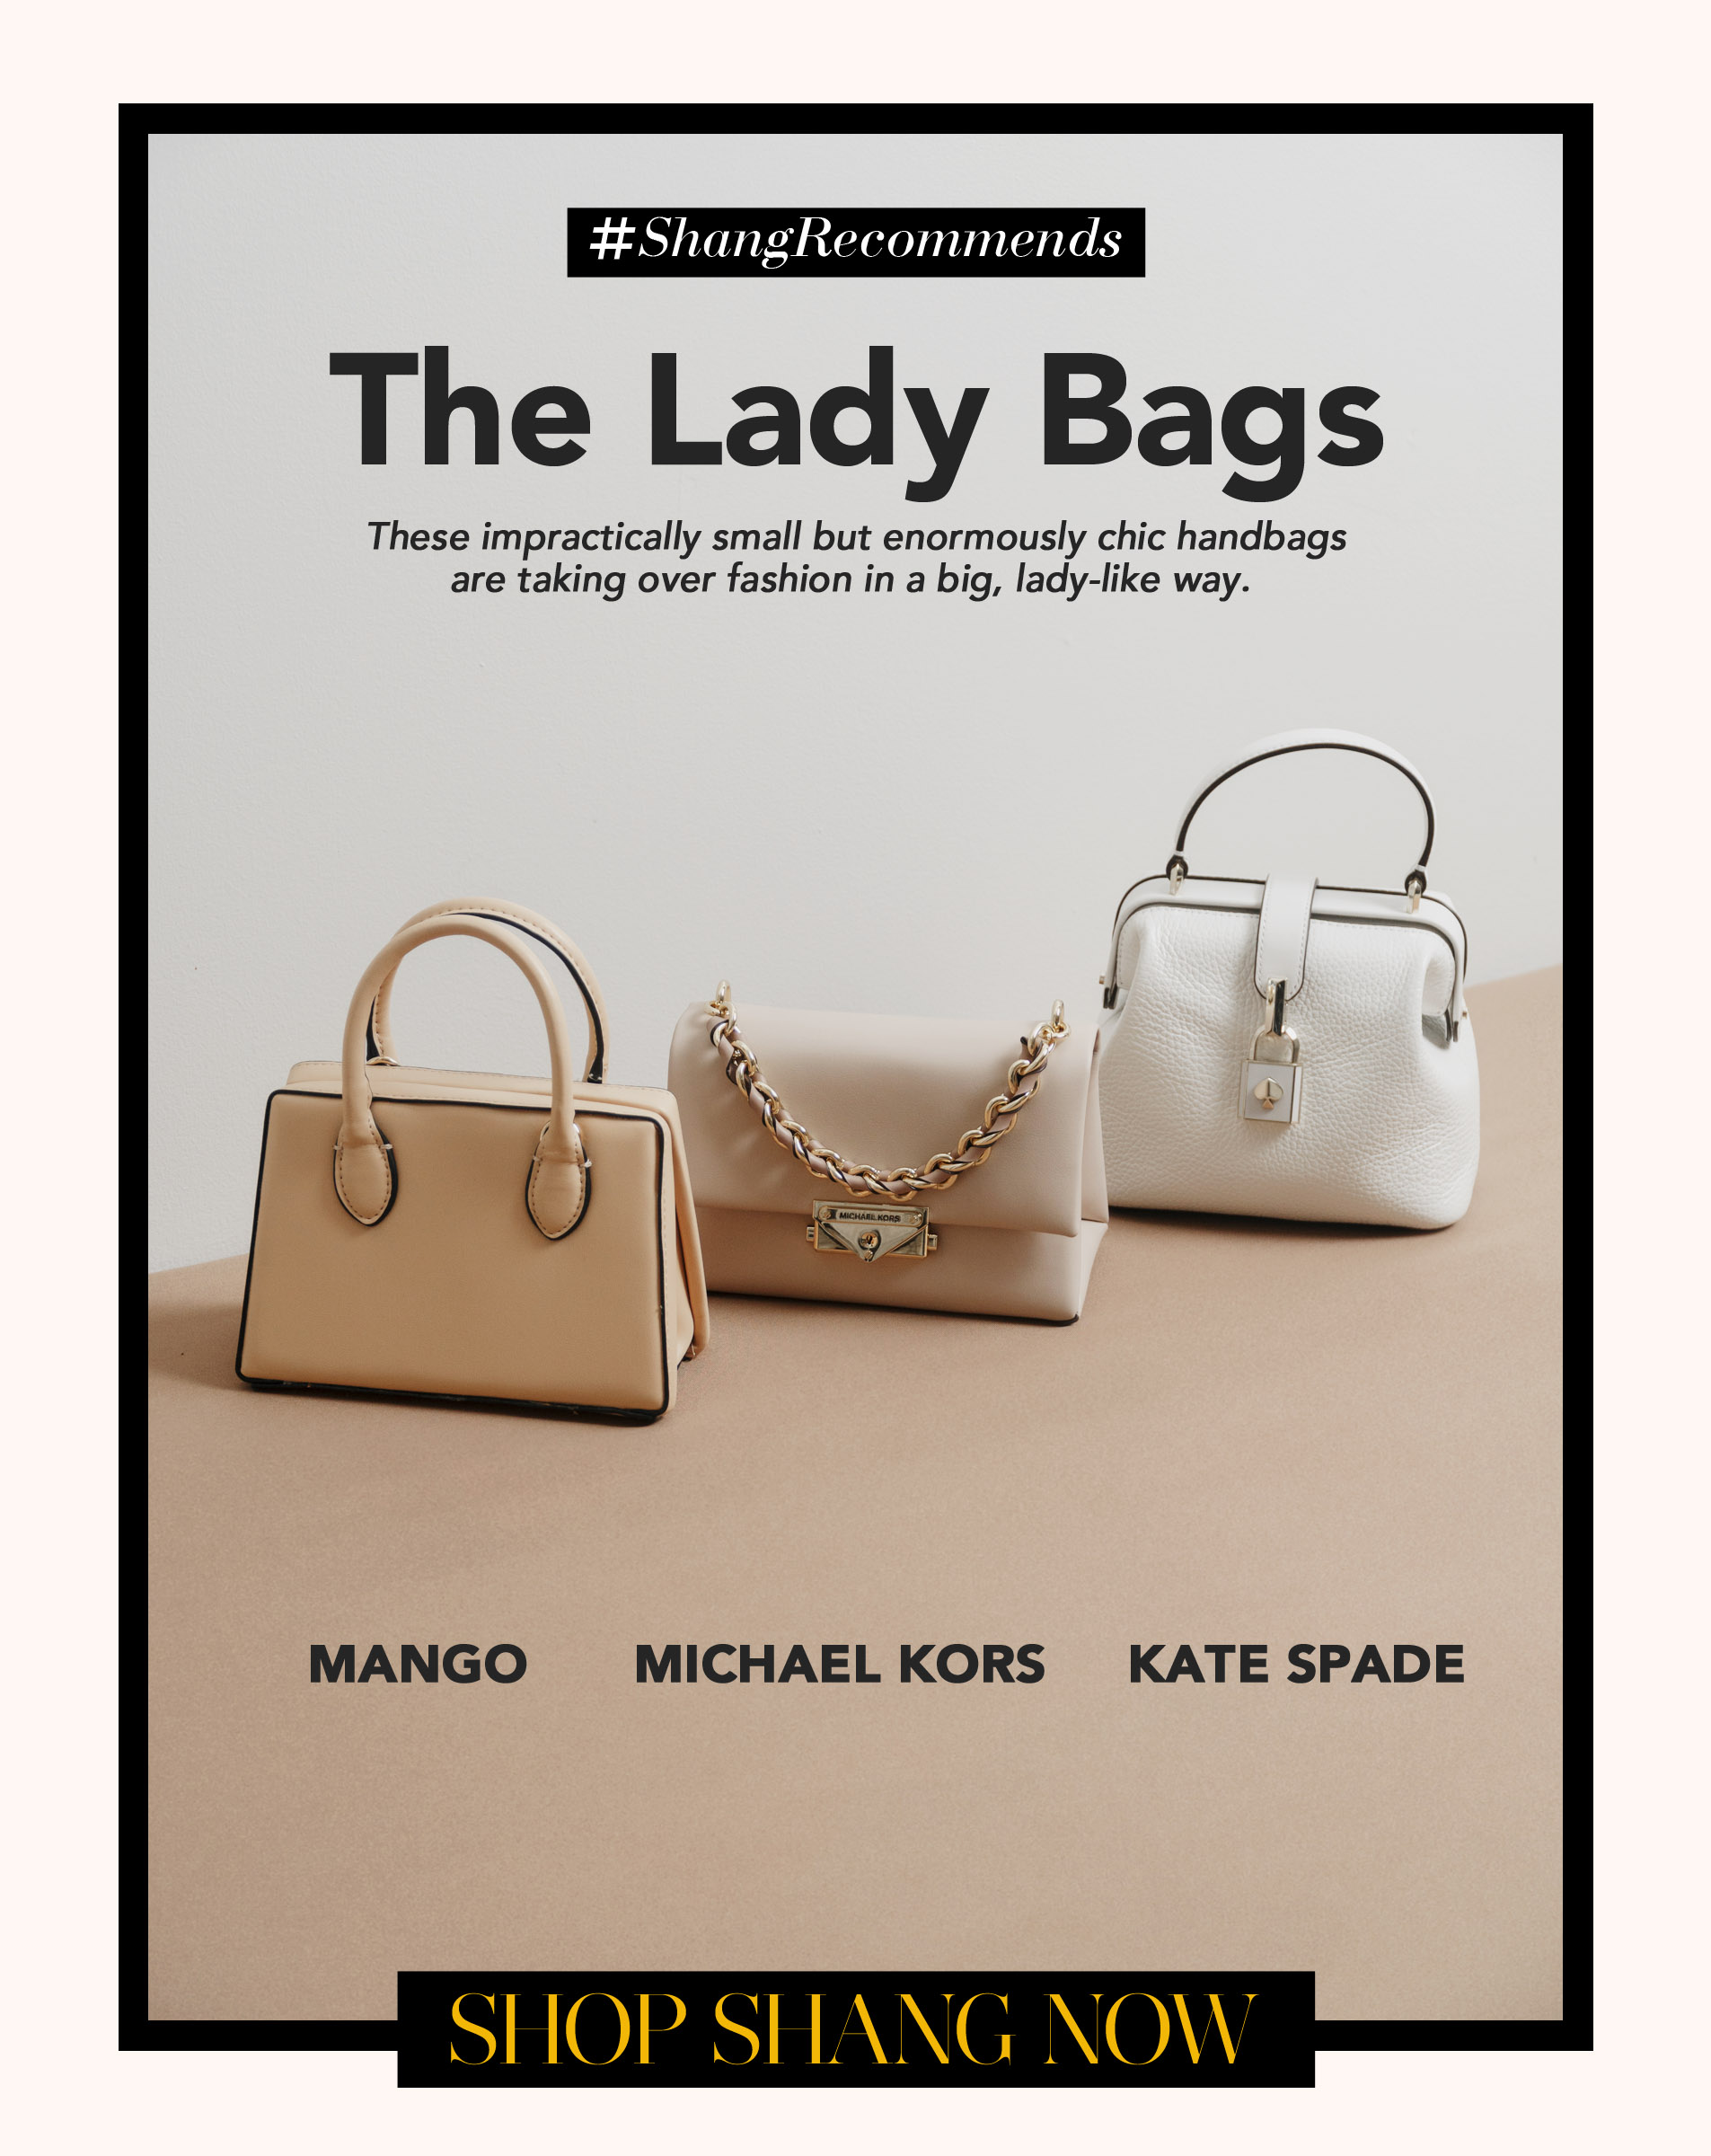 #ShangRecommends
The Lady Bags
These impractically small but enormously chic handbags
are taking over fashion in a big, lady-like way.
MICHAEL KORS
MANGO MICHAEL KORS KATE SPADE
SHOP SHANG NOW